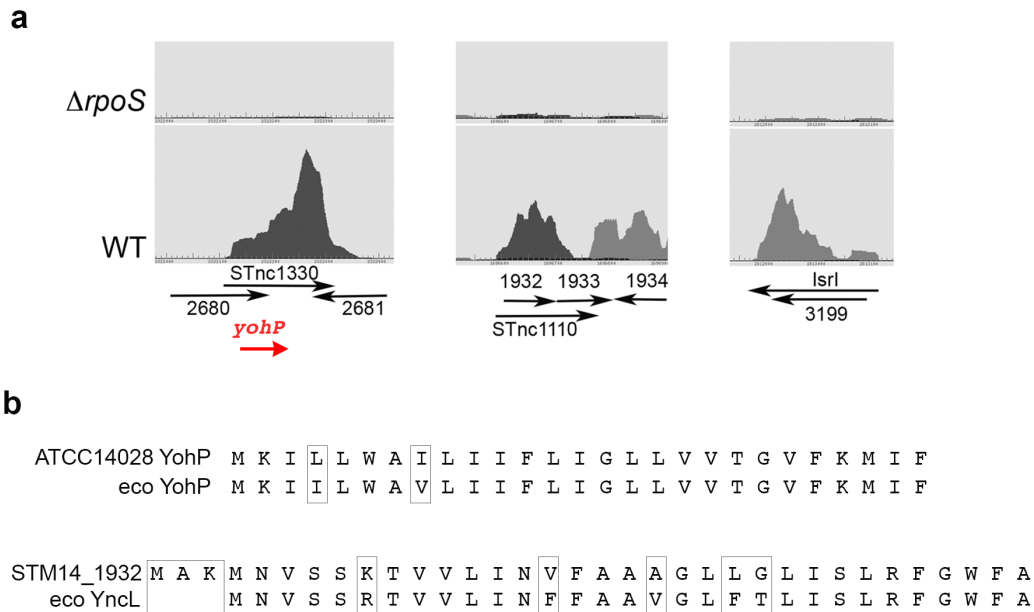 a
ΔrpoS
WT
STnc1330
2680
2681
yohP
1932
1933
1934
STnc1110
IsrI
3199
b
ATCC14028 YohP M K I L L W A I L I I F L I G L L V V T G V F K M I F
eco YohP M K I I L W A V L I I F L I G L L V V T G V F K M I F
STM14_1932 M A K M N V S S K T V V L I N V F A A A G L L G L I S L R F G W F A
eco YncL M N V S S R T V V L I N F F A A V G L F T L I S L R F G W F A